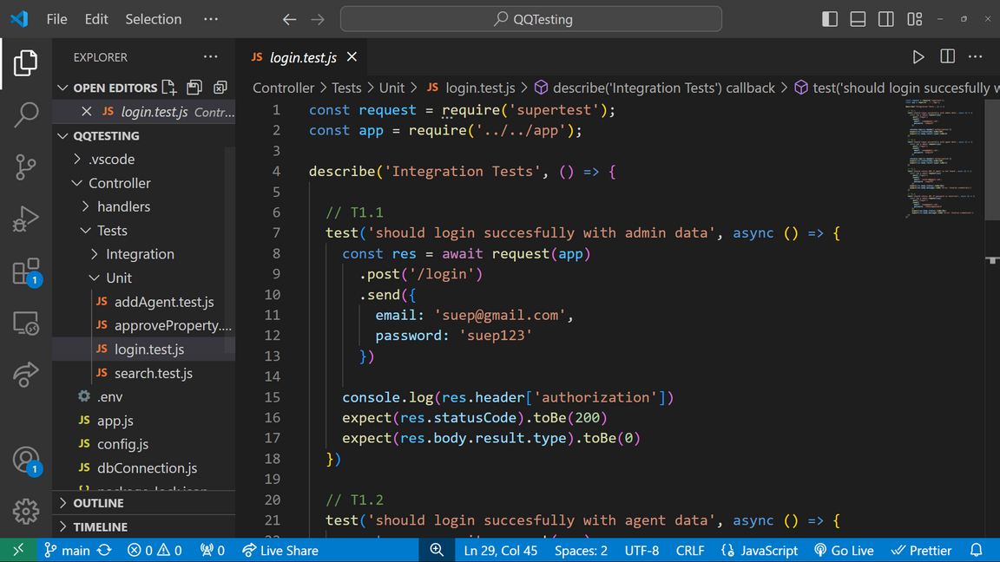 File Edit Selection ··· QQTesting
EXPLORER ···
OPEN EDITORS
JS login.test.js Contr...
QQTESTING
.vscode
Controller
handlers
Tests
Integration
Unit
JS addAgent.test.js
JS approveProperty....
JS login.test.js
JS search.test.js
.env
JS app.js
JS config.js
JS dbConnection.js
OUTLINE
TIMELINE
1
1
JS login.test.js
Controller > Tests > Unit > JS login.test.js > describe('Integration Tests') callback > test('should login succesfully w
1 const request = require('supertest');
2 const app = require('../../app');
3
4 describe('Integration Tests', () => {
5
6 // T1.1
7 test('should login succesfully with admin data', async () => {
8 const res = await request(app)
9 .post('/login')
10 .send({
11 email: 'suep@gmail.com',
12 password: 'suep123'
13 })
14
15 console.log(res.header['authorization'])
16 expect(res.statusCode).toBe(200)
17 expect(res.body.result.type).toBe(0)
18 })
19
20 // T1.2
21 test('should login succesfully with agent data', async () => {
main 0 0 0 Live Share Ln 29, Col 45 Spaces: 2 UTF-8 CRLF JavaScript Go Live Prettier